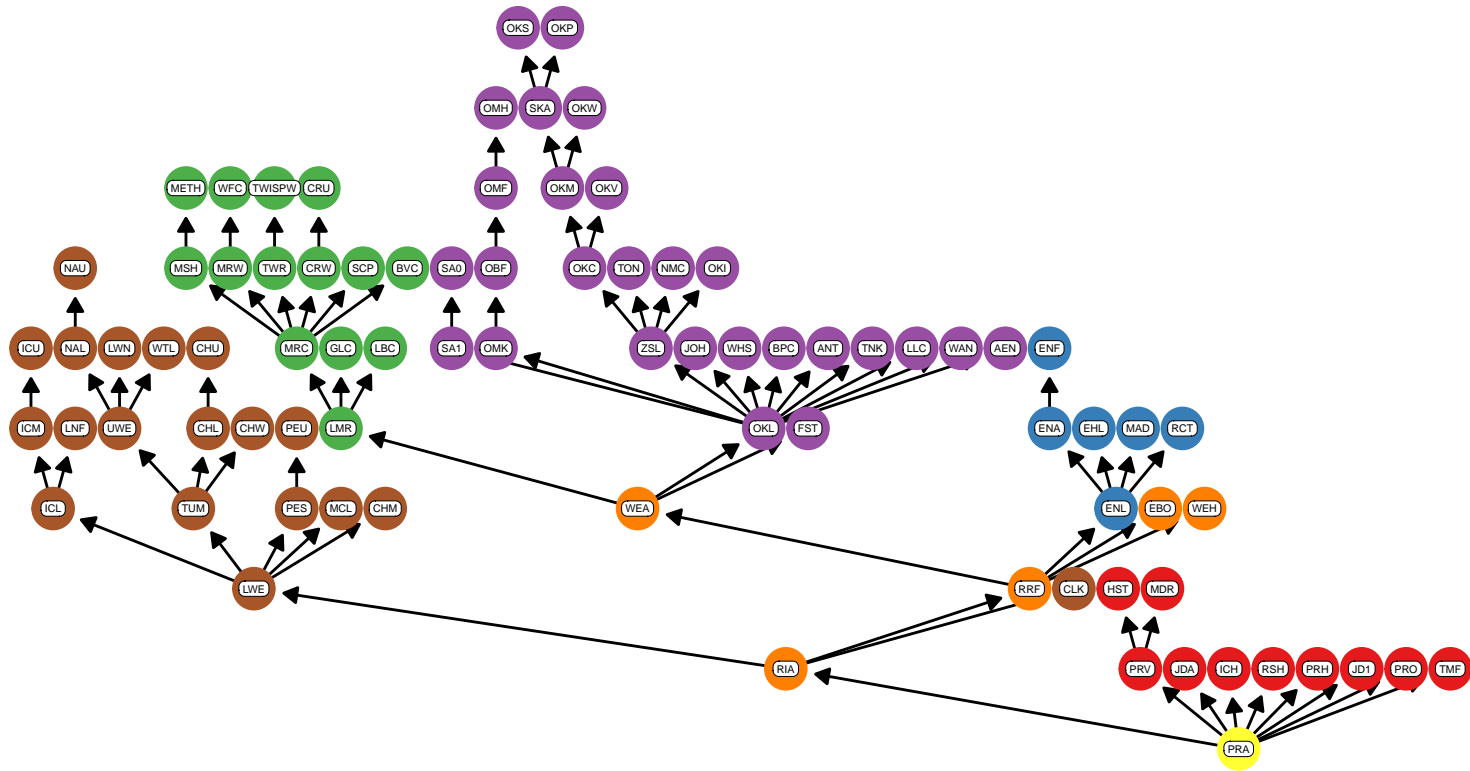 OKS OKP
OMH SKA OKW
METH WFC TWISPW CRU OMF OKM OKV
NAU MSH MRW TWR CRW SCP BVC SA0 OBF OKC TON NMC OKI
ICU NAL LWN WTL CHU MRC GLC LBC SA1 OMK ZSL JOH WHS BPC ANT TNK LLC WAN AEN ENF
ICM LNF UWE CHL CHW PEU LMR OKL FST ENA EHL MAD RCT
ICL TUM PES MCL CHM WEA ENL EBO WEH
LWE RRF CLK HST MDR
RIA PRV JDA ICH RSH PRH JD1 PRO TMF
PRA